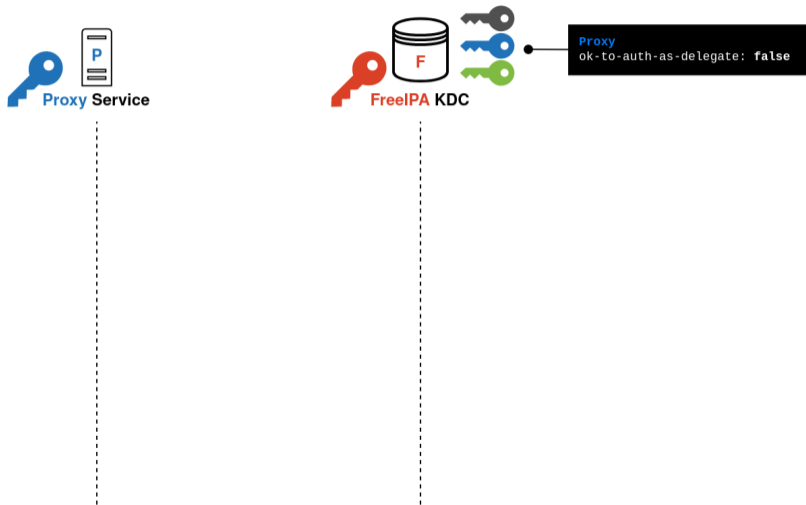 P
Proxy Service
F
FreeIPA KDC
Proxy
ok-to-auth-as-delegate: false